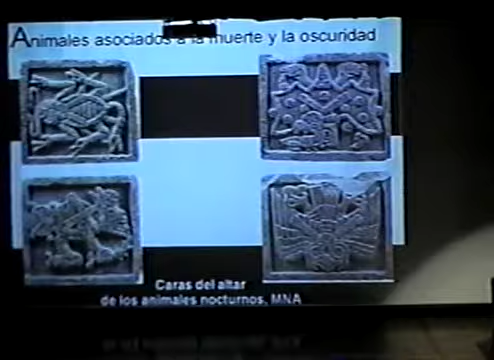 Animales asociados a la muerte y la oscuridad
Caras del altar
de los animales nocturnos, MNA